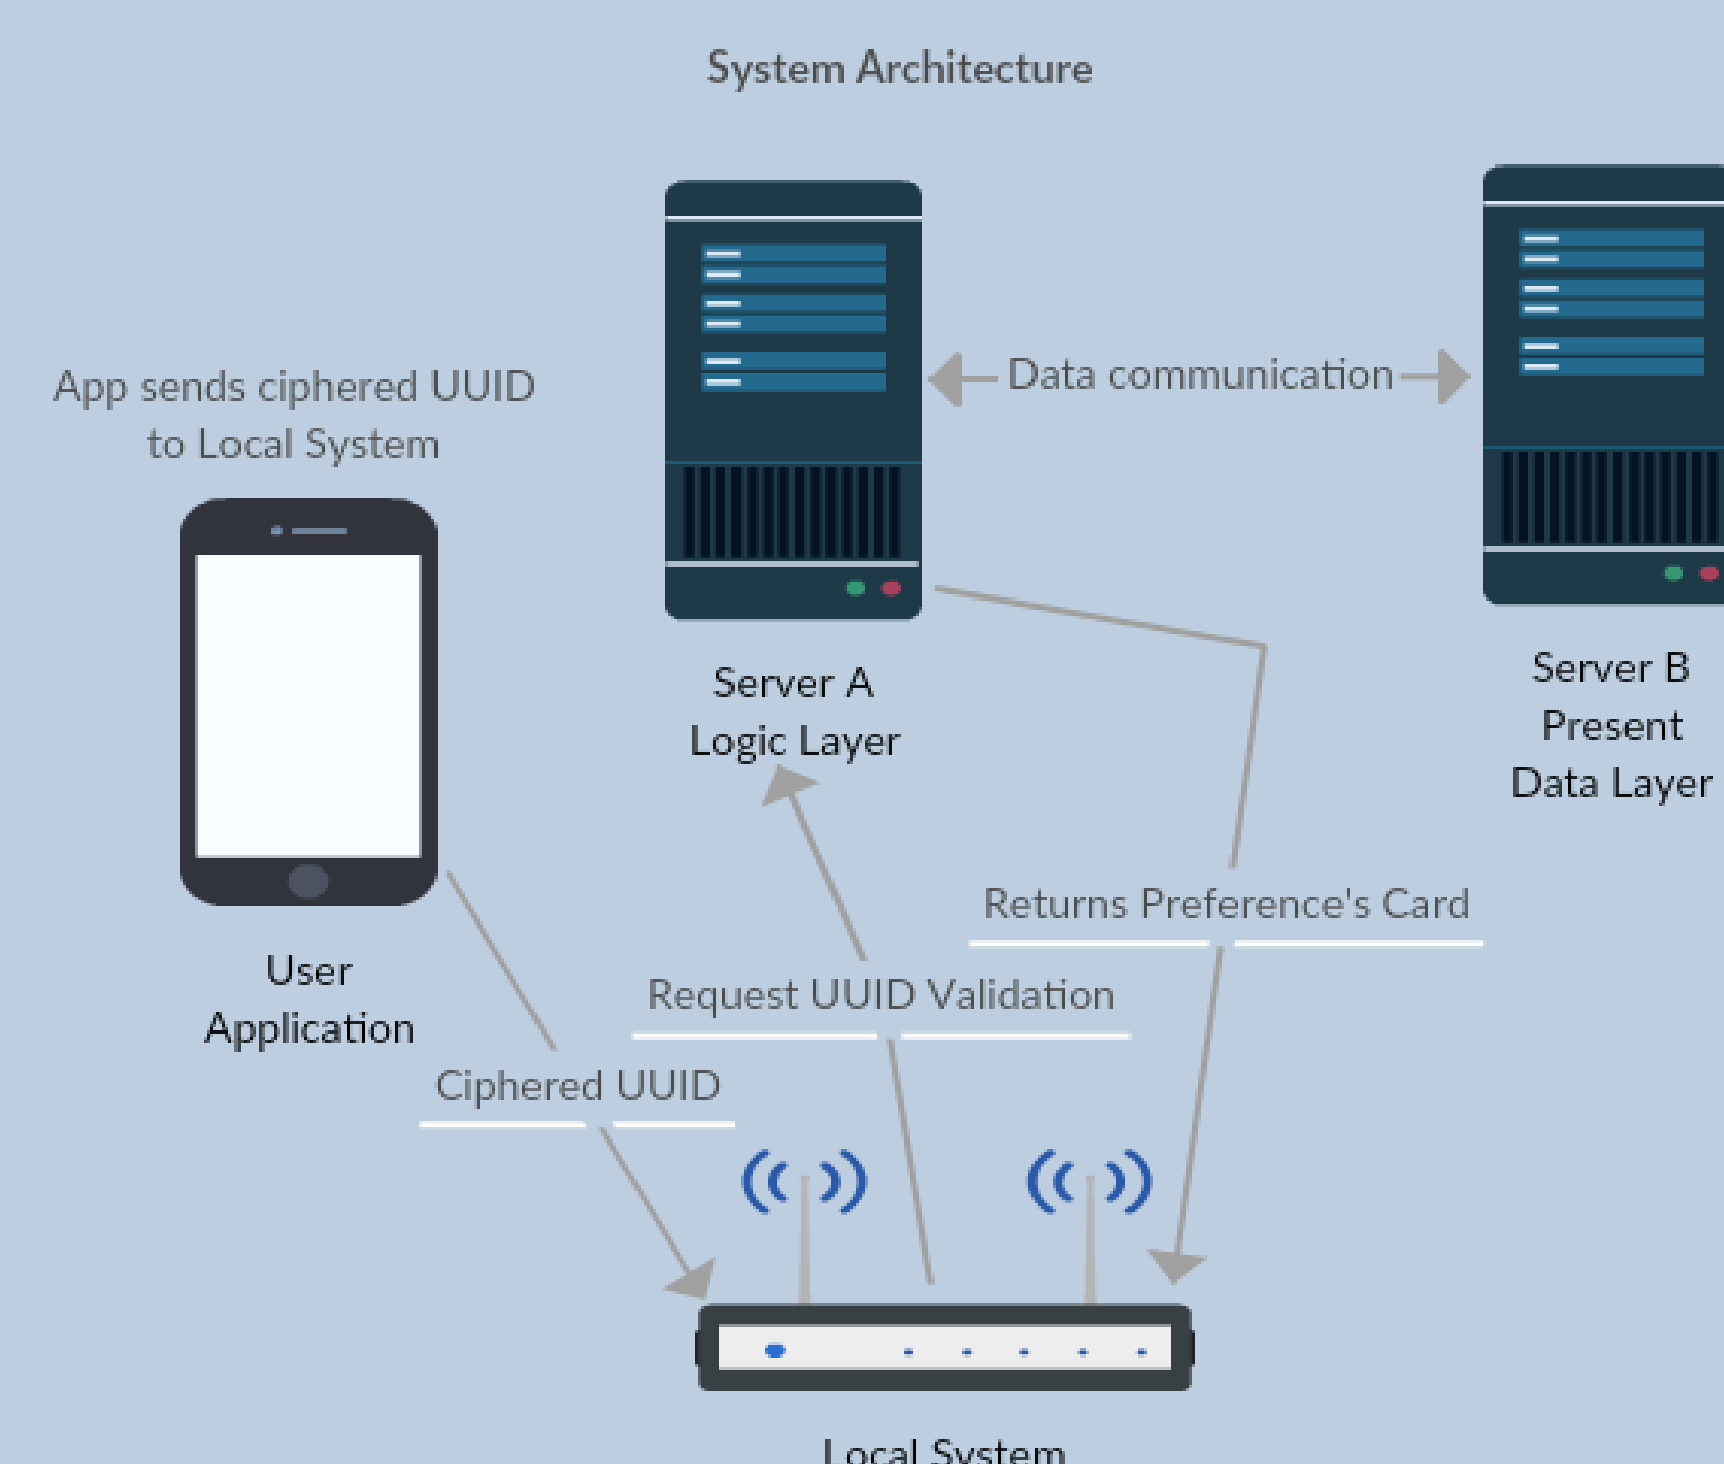 System Architecture
App sends ciphered UUID
to Local System
Data communication
Server A
Logic Layer
Server B
Present
Data Layer
User
Application
Returns Preference's Card
Request UUID Validation
Ciphered UUID
Local System